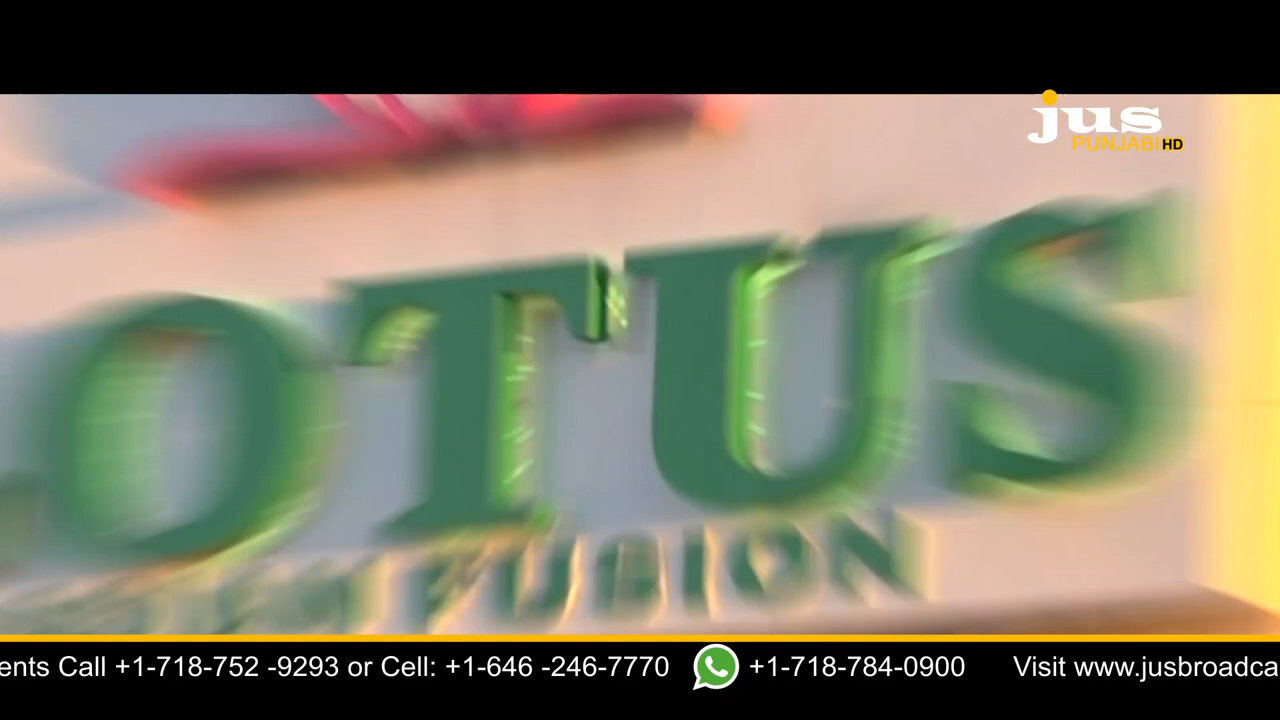 jus
PUNJABI HD
OTUS
FUSION
ents Call +1-718-752 -9293 or Cell: +1-646 -246-7770 +1-718-784-0900 Visit www.jusbroadca